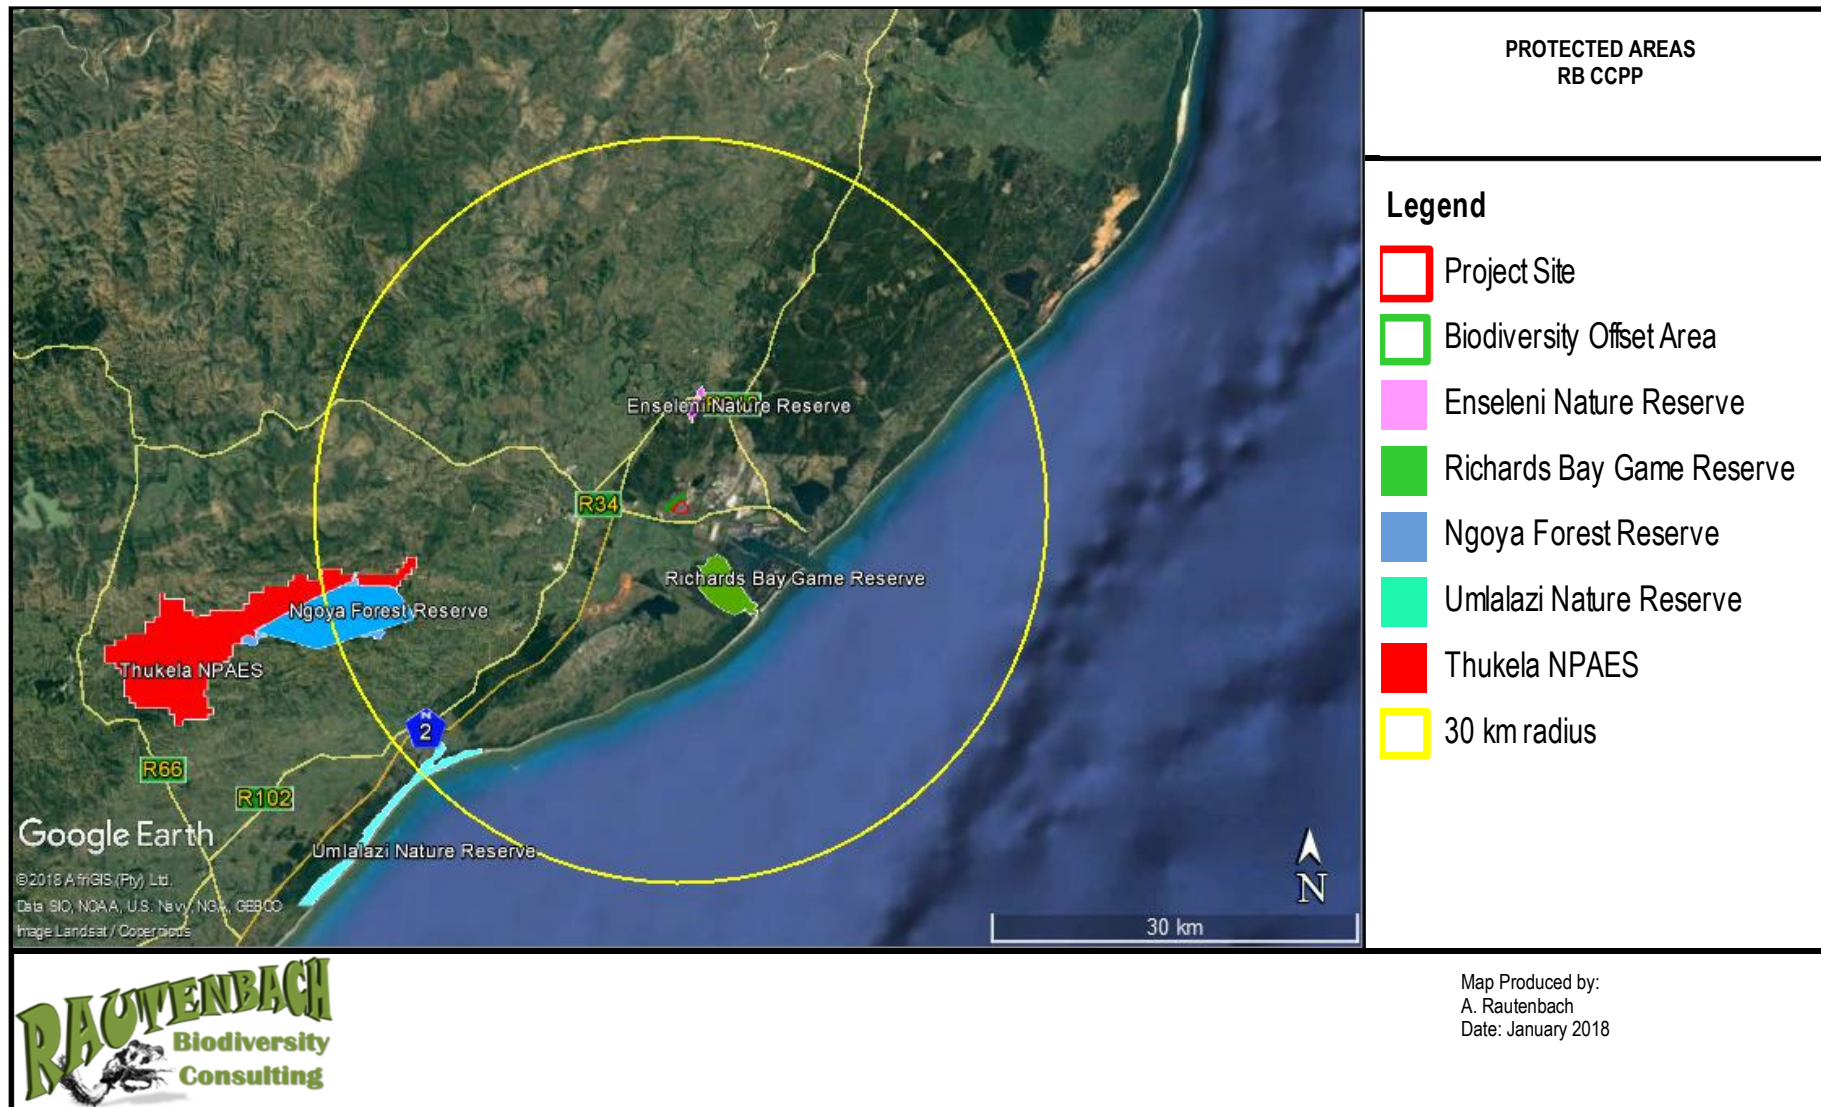 PROTECTED AREAS
RB CCPP
Legend
Project Site
Biodiversity Offset Area
Enseleni Nature Reserve
Richards Bay Game Reserve
Ngoya Forest Reserve
Umlalazi Nature Reserve
Thukela NPAES
30 km radius
Enseleni Nature Reserve
R34
Richards Bay Game Reserve
Ngoya Forest Reserve
Thukela NPAES
N
2
R66
R102
Umlalazi Nature Reserve
Google Earth
©2018 AfriGIS (Pty) Ltd.
Data SIO, NOAA, U.S. Navy, NGA, GEBCO
Image Landsat / Copernicus
N
30 km
RAUTENBACH
Biodiversity
Consulting
Map Produced by:
A. Rautenbach
Date: January 2018